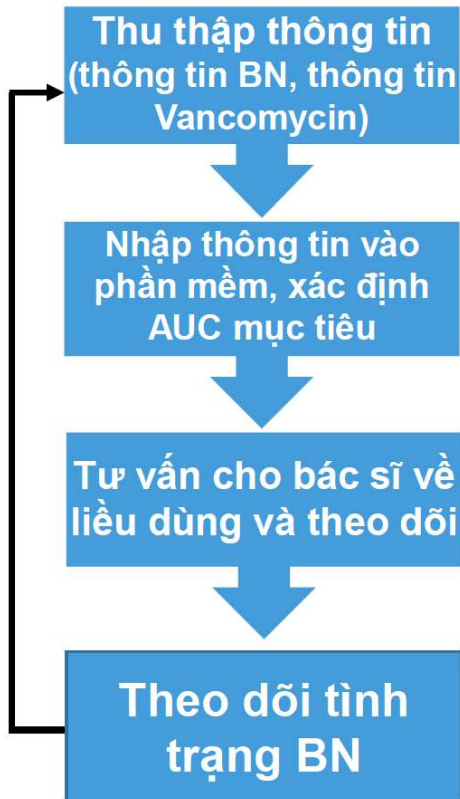 Thu thập thông tin
(thông tin BN, thông tin
Vancomycin)
Nhập thông tin vào
phần mềm, xác định
AUC mục tiêu
Tư vấn cho bác sĩ về
liều dùng và theo dõi
Theo dõi tình
trạng BN